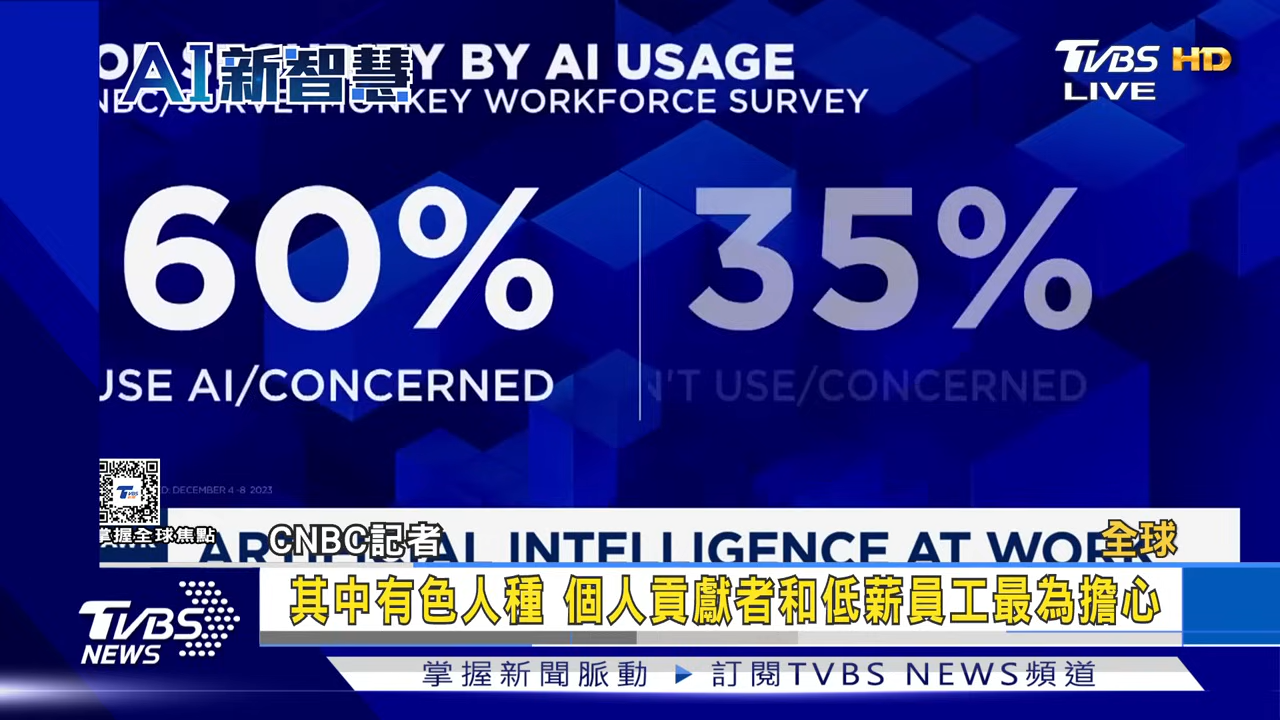 BY AI USAGE
AI新智慧
WORKFORCE SURVEY
TVBS HD
LIVE
60%
35%
USE AI/CONCERNED
N'T USE/CONCERNED
DECEMBER 4-8 2023
掌握全球焦點
CNBC記者
INTELLIGENCE AT WORK
全球
其中有色人種 個人貢獻者和低薪員工最為擔心
TVBS
NEWS
掌握新聞脈動 訂閱TVBS NEWS頻道